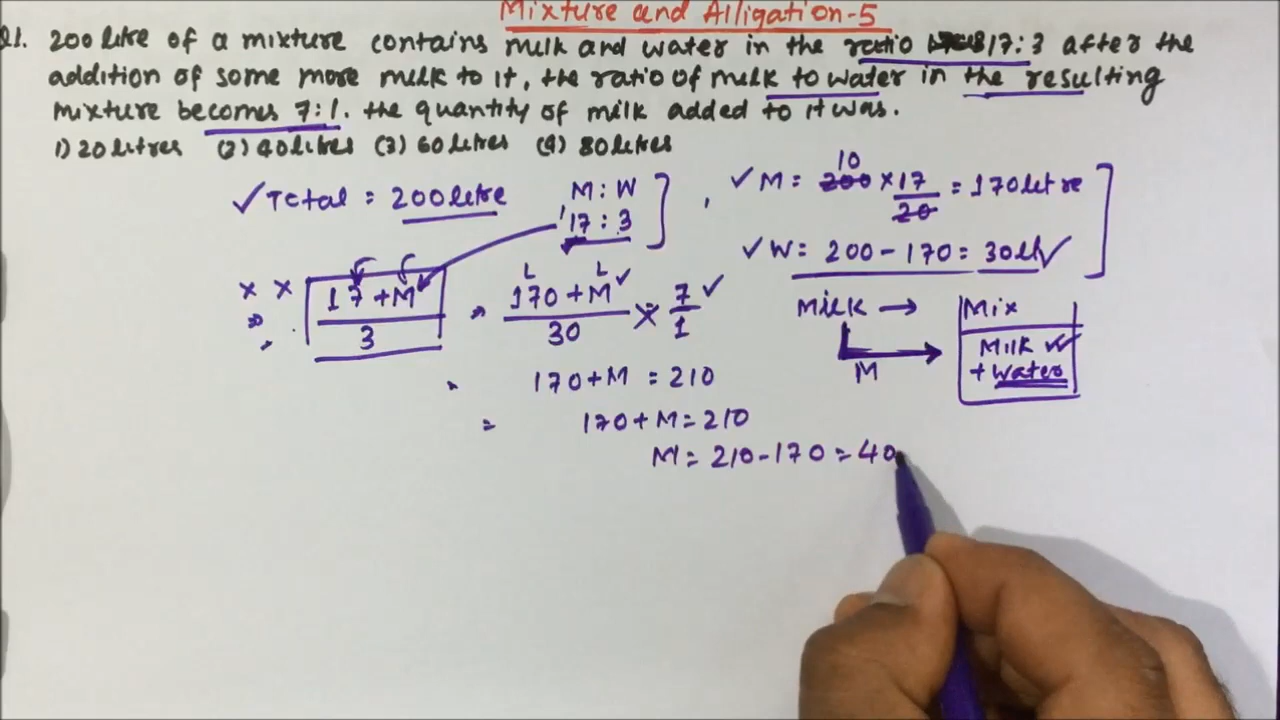 Mixture and Alligation-5
Q1. 200 litre of a mixture contains milk and water in the ratio 17:3 after the
addition of some more milk to it, the ratio of milk to water in the resulting
mixture becomes 7:1. the quantity of milk added to it was.
1) 20 litres (2) 40 litres (3) 60 litres (4) 80 litres
✓ Total = 200 litre
M : W
17 : 3
✓ M = 200 × 17/20 = 170 litre
10
✓ W = 200 - 170 = 30 lt ✓
× × 17 + M / 3
L L
170 + M / 30 = 7/1 ✓
Milk →
M
Mix
Milk ✓
+ water
170 + M = 210
= 170 + M = 210
M = 210 - 170 = 40